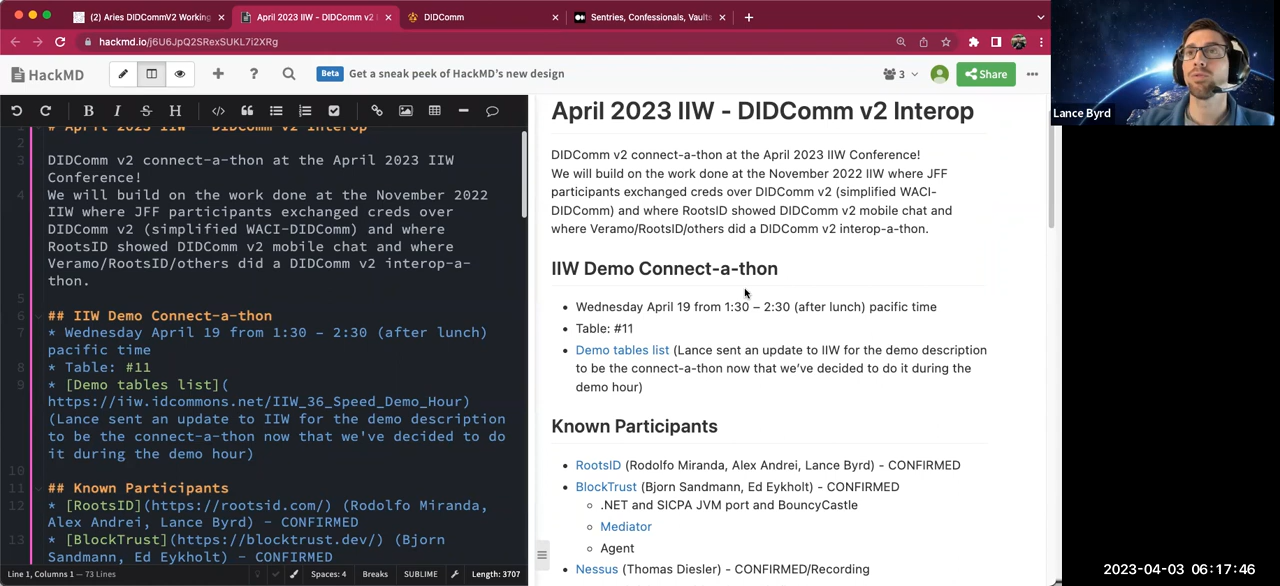 (2) Aries DIDCommV2 Working
April 2023 IIW - DIDComm v2 I
DIDComm
Sentries, Confessionals, Vaults
hackmd.io/j6U6JpQ2SRexSUKL7i2XRg
HackMD
Beta Get a sneak peek of HackMD's new design
3
Share
Lance Byrd
# April 2023 IIW - DIDComm v2 Interop
2
3 DIDComm v2 connect-a-thon at the April 2023 IIW
Conference!
4 We will build on the work done at the November 2022
IIW where JFF participants exchanged creds over
DIDComm v2 (simplified WACI-DIDComm) and where
RootsID showed DIDComm v2 mobile chat and where
Veramo/RootsID/others did a DIDComm v2 interop-a-
thon.
5
6 ## IIW Demo Connect-a-thon
7 * Wednesday April 19 from 1:30 – 2:30 (after lunch)
pacific time
8 * Table: #11
9 * [Demo tables list](
https://iiw.idcommons.net/IIW_36_Speed_Demo_Hour)
(Lance sent an update to IIW for the demo description
to be the connect-a-thon now that we've decided to do
it during the demo hour)
10
11 ## Known Participants
12 * [RootsID](https://rootsid.com/) (Rodolfo Miranda,
Alex Andrei, Lance Byrd) - CONFIRMED
13 * [BlockTrust](https://blocktrust.dev/) (Bjorn
Sandmann, Ed Eykholt) - CONFIRMED
Line 1, Columns 1 — 73 Lines
Spaces: 4
Breaks
SUBLIME
Length: 3707
April 2023 IIW - DIDComm v2 Interop
DIDComm v2 connect-a-thon at the April 2023 IIW Conference!
We will build on the work done at the November 2022 IIW where JFF
participants exchanged creds over DIDComm v2 (simplified WACI-
DIDComm) and where RootsID showed DIDComm v2 mobile chat and
where Veramo/RootsID/others did a DIDComm v2 interop-a-thon.
IIW Demo Connect-a-thon
• Wednesday April 19 from 1:30 – 2:30 (after lunch) pacific time
• Table: #11
• Demo tables list (Lance sent an update to IIW for the demo description
to be the connect-a-thon now that we've decided to do it during the
demo hour)
Known Participants
• RootsID (Rodolfo Miranda, Alex Andrei, Lance Byrd) - CONFIRMED
• BlockTrust (Bjorn Sandmann, Ed Eykholt) - CONFIRMED
◦ .NET and SICPA JVM port and BouncyCastle
◦ Mediator
◦ Agent
• Nessus (Thomas Diesler) - CONFIRMED/Recording
2023-04-03 06:17:46